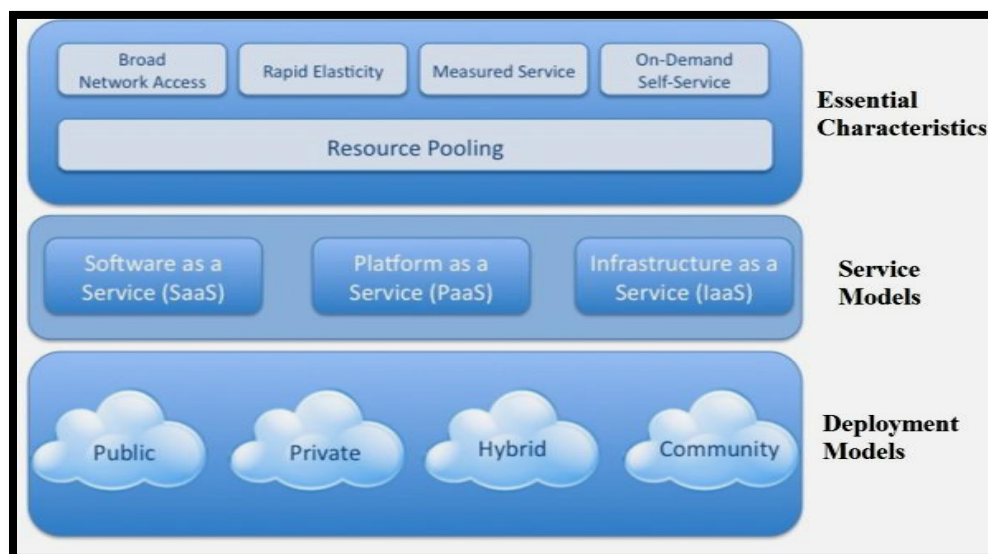 Broad
Network Access
Rapid Elasticity
Measured Service
On-Demand
Self-Service
Resource Pooling
Essential
Characteristics
Software as a
Service (SaaS)
Platform as a
Service (PaaS)
Infrastructure as a
Service (IaaS)
Service
Models
Public
Private
Hybrid
Community
Deployment
Models